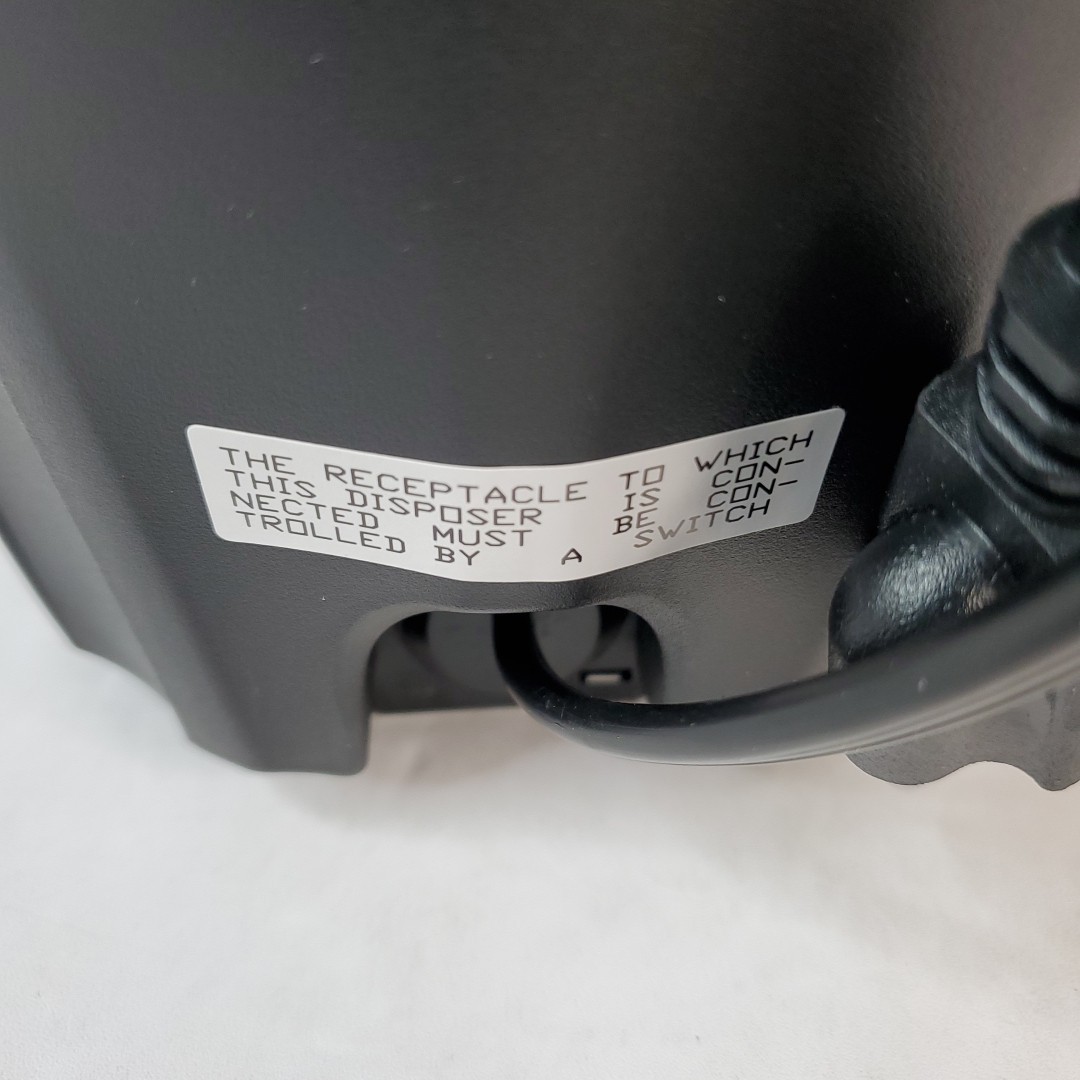 THE RECEPTACLE TO WHICH
THIS DISPOSER IS CON-
NECTED MUST BE CON-
TROLLED BY A SWITCH